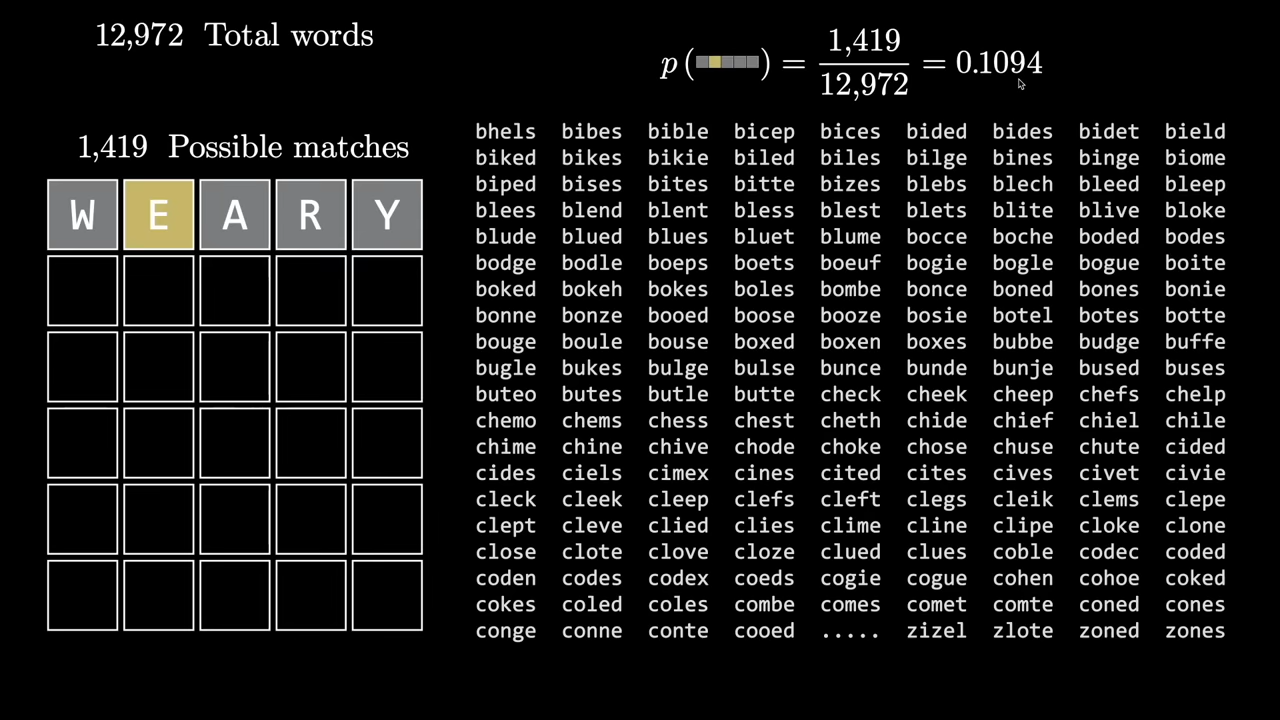 12,972 Total words
p( ) = 1,419 / 12,972 = 0.1094
1,419 Possible matches
W E A R Y
bhels bibes bible bicep bices bided bides bidet bield
biked bikes bikie biled biles bilge bines binge biome
biped bises bites bitte bizes blebs blech bleed bleep
blees blend blent bless blest blets blite blive bloke
blude blued blues bluet blume bocce boche boded bodes
bodge bodle boeps boets boeuf bogie bogle bogue boite
boked bokeh bokes boles bombe bonce boned bones bonie
bonne bonze booed boose booze bosie botel botes botte
bouge boule bouse boxed boxen boxes bubbe budge buffe
bugle bukes bulge bulse bunce bunde bunje bused buses
buteo butes butle butte check cheek cheep chefs chelp
chemo chems chess chest cheth chide chief chiel chile
chime chine chive chode choke chose chuse chute cided
cides ciels cimex cines cited cites cives civet civie
cleck cleek cleep clefs cleft clegs cleik clems clepe
clept cleve clied clies clime cline clipe cloke clone
close clote clove cloze clued clues coble codec coded
coden codes codex coeds cogie cogue cohen cohoe coked
cokes coled coles combe comes comet comte coned cones
conge conne conte cooed ..... zizel zlote zoned zones